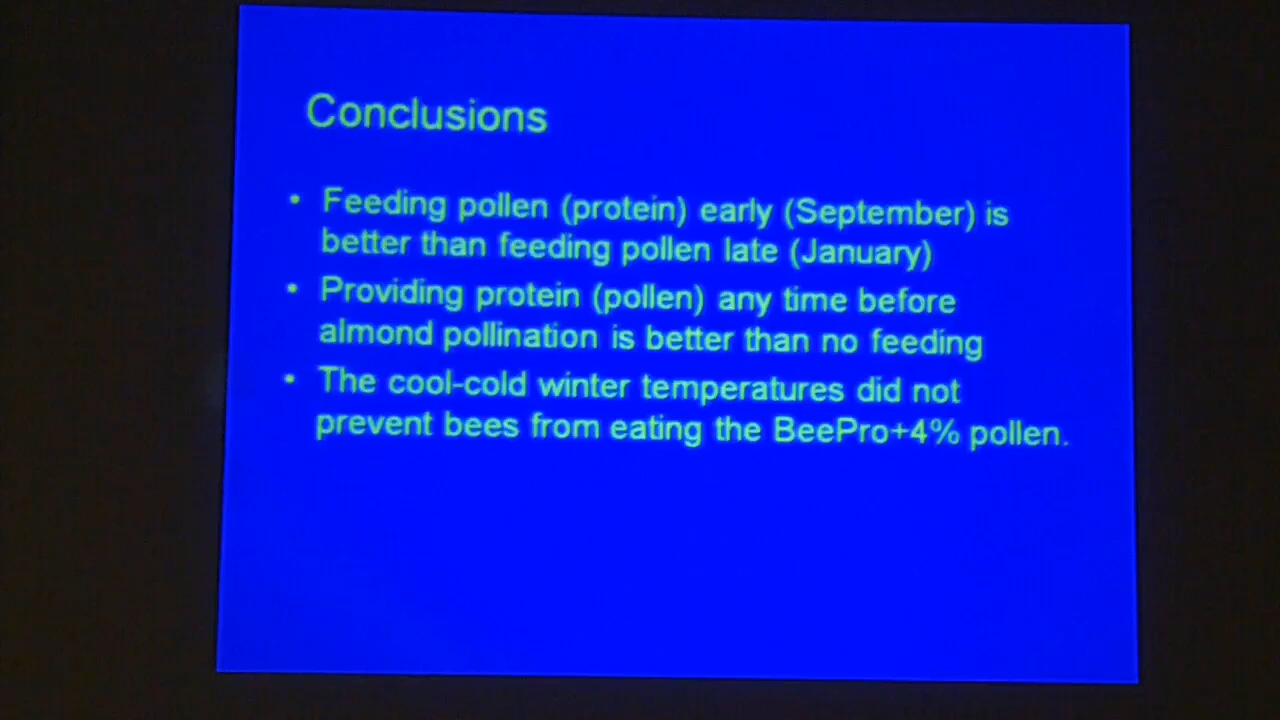 Conclusions
• Feeding pollen (protein) early (September) is
better than feeding pollen late (January)
• Providing protein (pollen) any time before
almond pollination is better than no feeding
• The cool-cold winter temperatures did not
prevent bees from eating the BeePro+4% pollen.